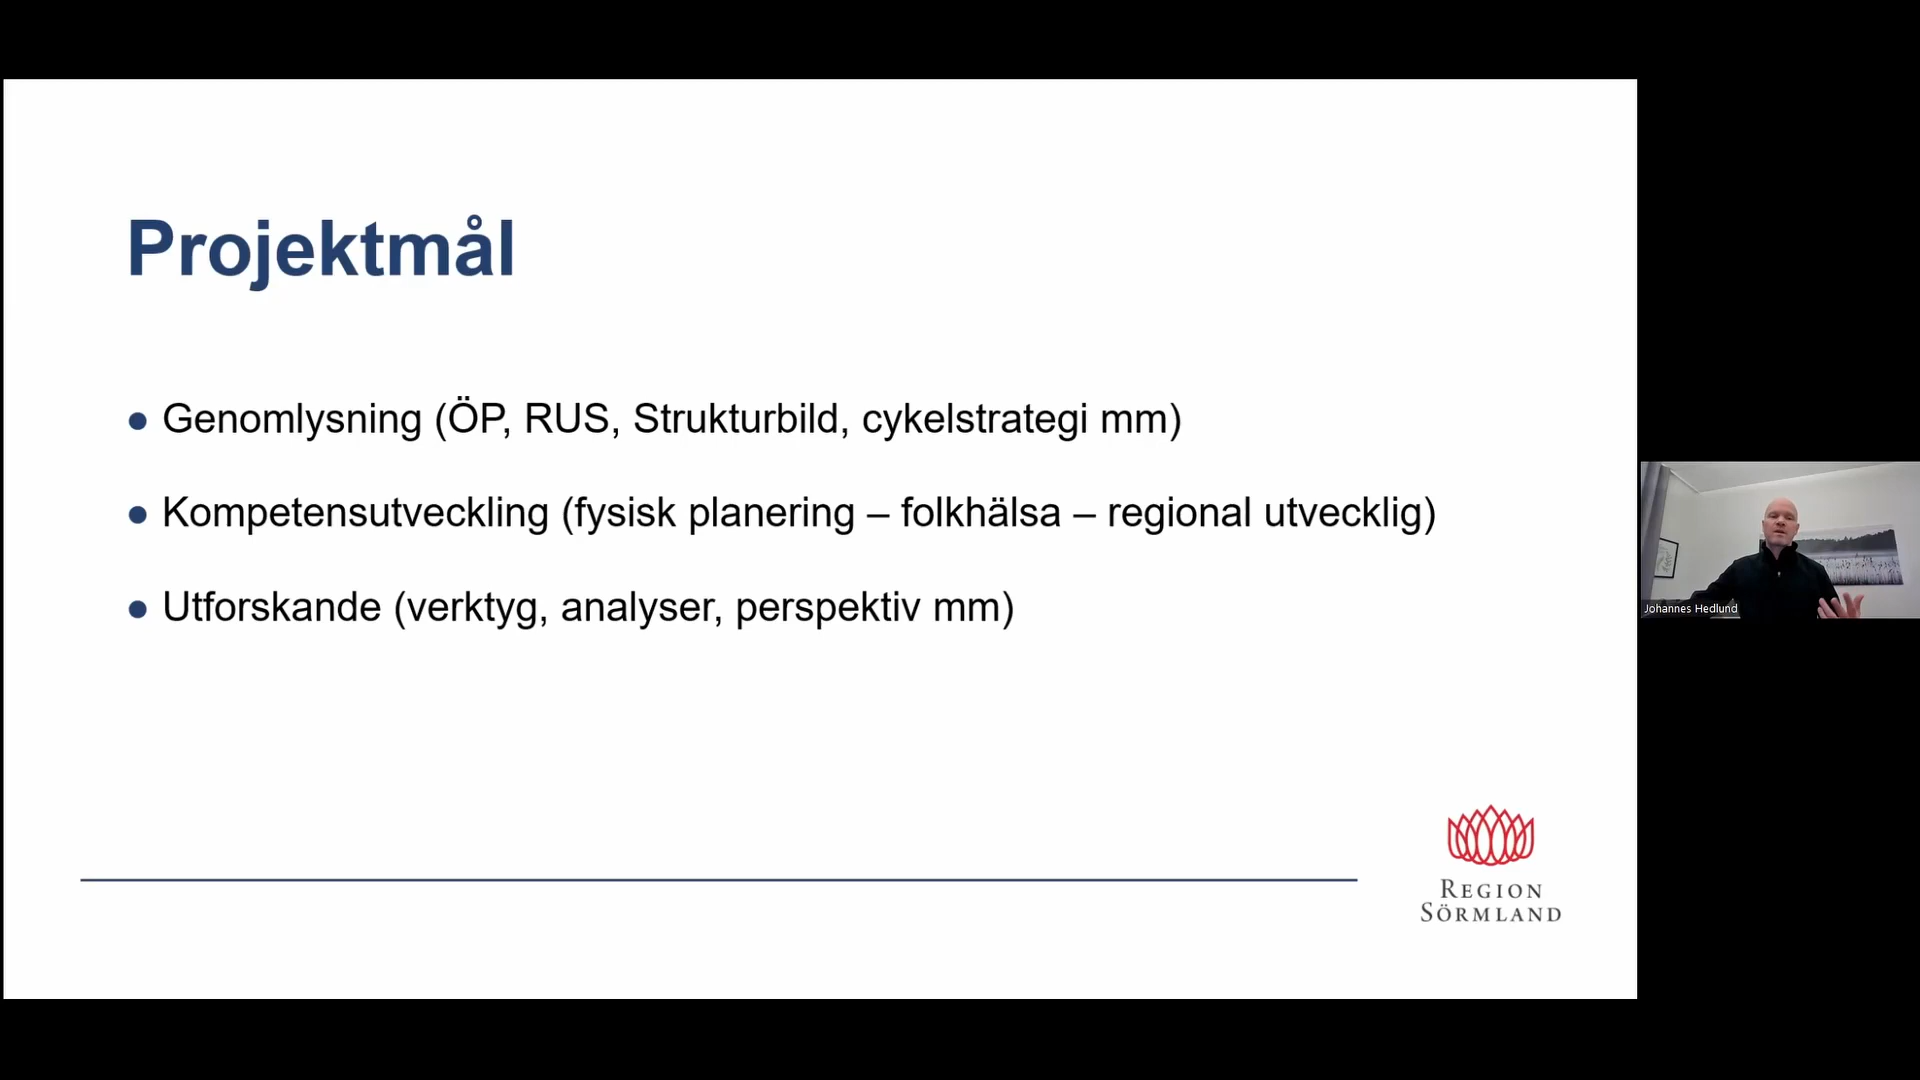 Projektmål
Genomlysning (ÖP, RUS, Strukturbild, cykelstrategi mm)
Kompetensutveckling (fysisk planering – folkhälsa – regional utvecklig)
Utforskande (verktyg, analyser, perspektiv mm)
REGION
SÖRMLAND
Johannes Hedlund